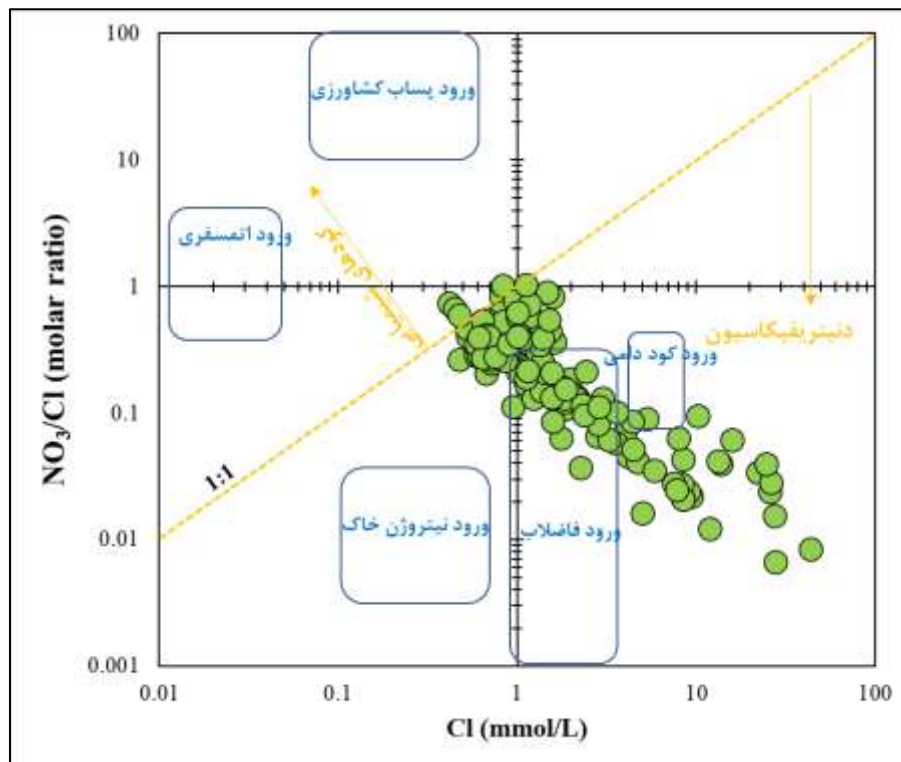 100
10
1
0.1
0.01
0.001
0.01
0.1
1
10
100
NO₃/Cl (molar ratio)
Cl (mmol/L)
ورود پساب کشاورزی
ورود اتمسفری
کودهای شیمیایی
دنیتریفیکاسیون
ورود کود دامی
1:1
ورود نیتروژن خاک
ورود فاضلاب